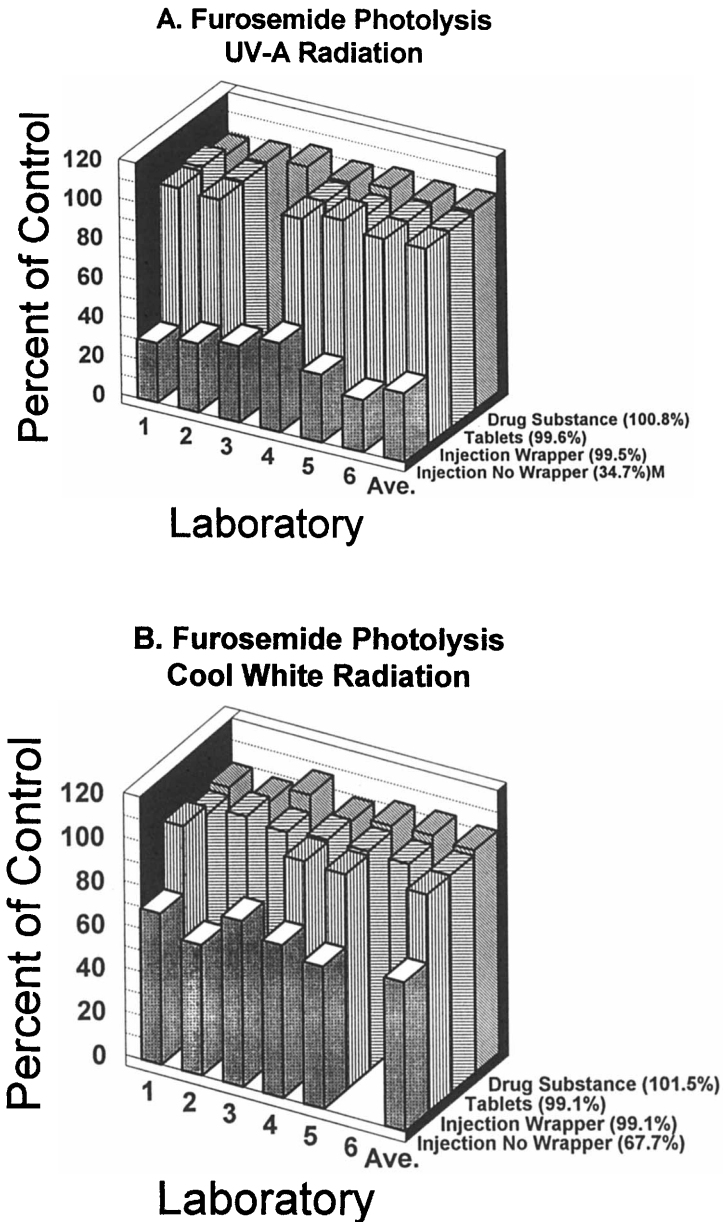 A. Furosemide Photolysis
UV-A Radiation
Percent of Control
120
100
80
60
40
20
0
1
2
3
4
5
6
Ave.
Drug Substance (100.8%)
Tablets (99.6%)
Injection Wrapper (99.5%)
Injection No Wrapper (34.7%)M
Laboratory
B. Furosemide Photolysis
Cool White Radiation
Percent of Control
120
100
80
60
40
20
0
1
2
3
4
5
6
Ave.
Drug Substance (101.5%)
Tablets (99.1%)
Injection Wrapper (99.1%)
Injection No Wrapper (67.7%)
Laboratory